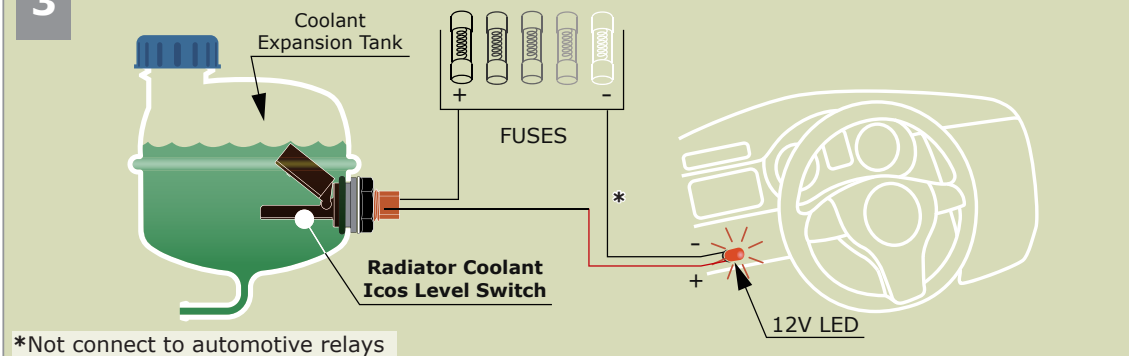 3
Coolant
Expansion Tank
+
-
FUSES
*
Radiator Coolant
Icos Level Switch
-
+
12V LED
*Not connect to automotive relays